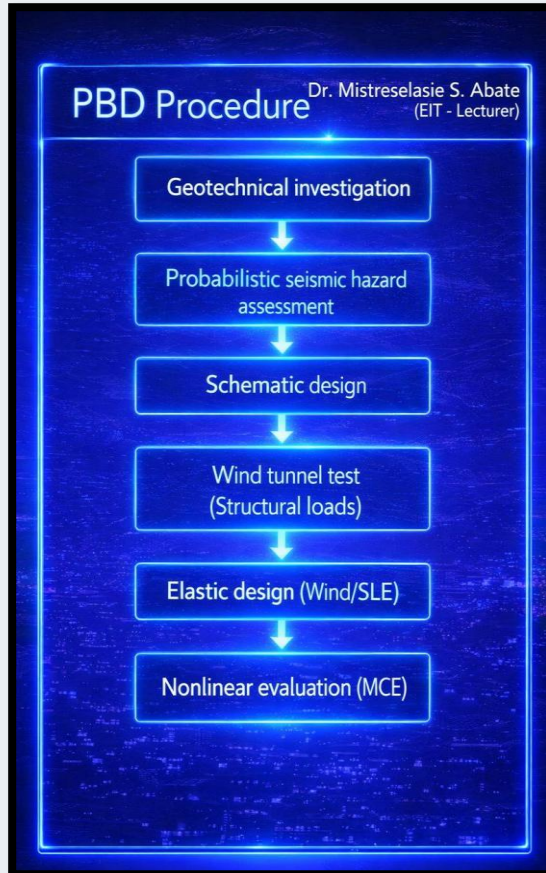 PBD Procedure
Dr. Mistreselasie S. Abate
(EIT - Lecturer)
Geotechnical investigation
Probabilistic seismic hazard
assessment
Schematic design
Wind tunnel test
(Structural loads)
Elastic design (Wind/SLE)
Nonlinear evaluation (MCE)